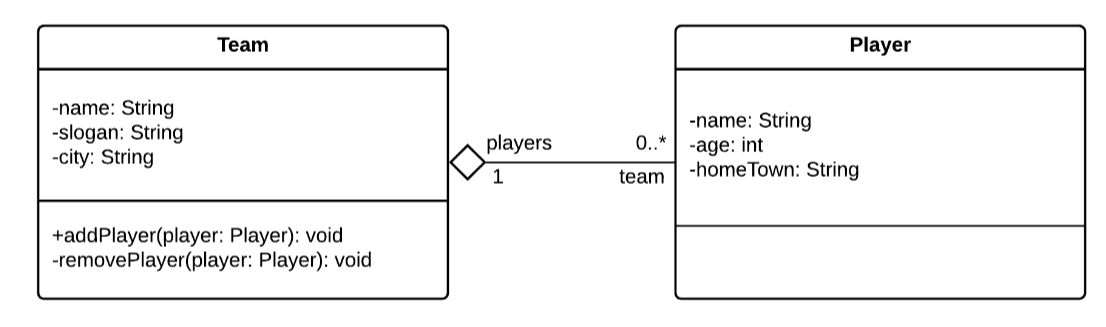 Team
-name: String
-slogan: String
-city: String
+addPlayer(player: Player): void
-removePlayer(player: Player): void
players
1
0..*
team
Player
-name: String
-age: int
-homeTown: String